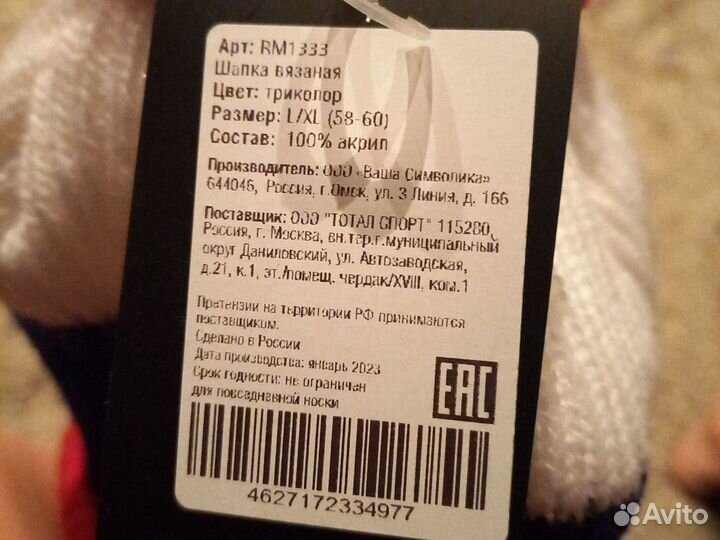 Арт: RM1333
Шапка вязаная
Цвет: триколор
Размер: L/XL (58-60)
Состав: 100% акрил
Производитель: ООО «Ваша Символика»
644046, Россия, г.Омск, ул. 3 Линия, д. 166
Поставщик: ООО "ТОТАЛ СПОРТ" 115280,
Россия, г. Москва, вн.тер.г.муниципальный
округ Даниловский, ул. Автозаводская,
д.21, к.1, эт./помещ. чердак/XVIII, ком.1
Претензии на территории РФ принимаются
поставщиком.
Сделано в России
Дата производства: январь 2023
Срок годности: не ограничен
для повседневной носки
EAC
4627172334977
Avito